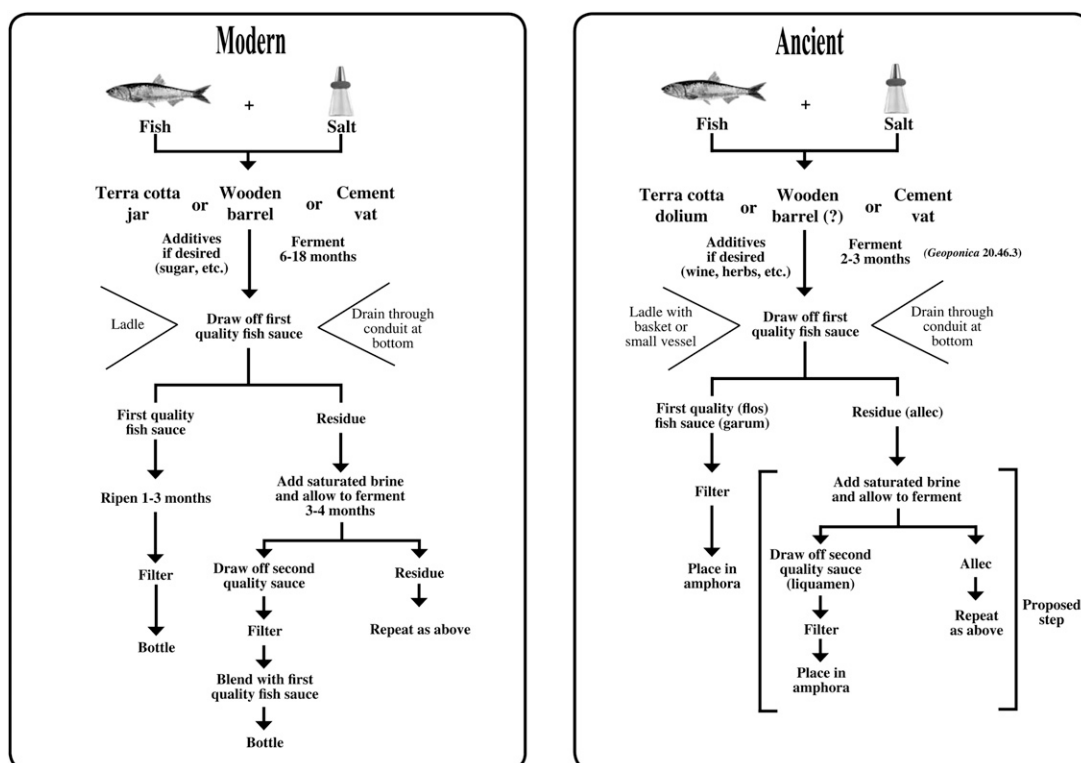 Modern
+
Fish
Salt
Terra cotta
jar
or
Wooden
barrel
or
Cement
vat
Additives
if desired
(sugar, etc.)
Ferment
6-18 months
Ladle
Draw off first
quality fish sauce
Drain through
conduit at
bottom
First quality
fish sauce
Residue
Ripen 1-3 months
Add saturated brine
and allow to ferment
3-4 months
Filter
Draw off second
quality sauce
Residue
Bottle
Filter
Repeat as above
Blend with first
quality fish sauce
Bottle
Ancient
+
Fish
Salt
Terra cotta
dolium
or
Wooden
barrel (?)
or
Cement
vat
Additives
if desired
(wine, herbs, etc.)
Ferment
2-3 months
(Geoponica 20.46.3)
Ladle with
basket or
small vessel
Draw off first
quality fish sauce
Drain through
conduit at
bottom
First quality (flos)
fish sauce (garum)
Residue (allec)
Filter
Add saturated brine
and allow to ferment
Place in
amphora
Draw off second
quality sauce
(liquamen)
Allec
Filter
Repeat
as above
Place in
amphora
Proposed
step